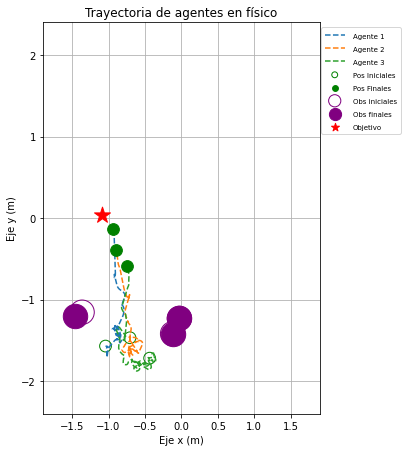 Trayectoria de agentes en físico
Agente 1
Agente 2
Agente 3
Pos Iniciales
Pos Finales
Obs Iniciales
Obs finales
Objetivo
Eje y (m)
2
1
0
−1
−2
−1.5
−1.0
−0.5
0.0
0.5
1.0
1.5
Eje x (m)